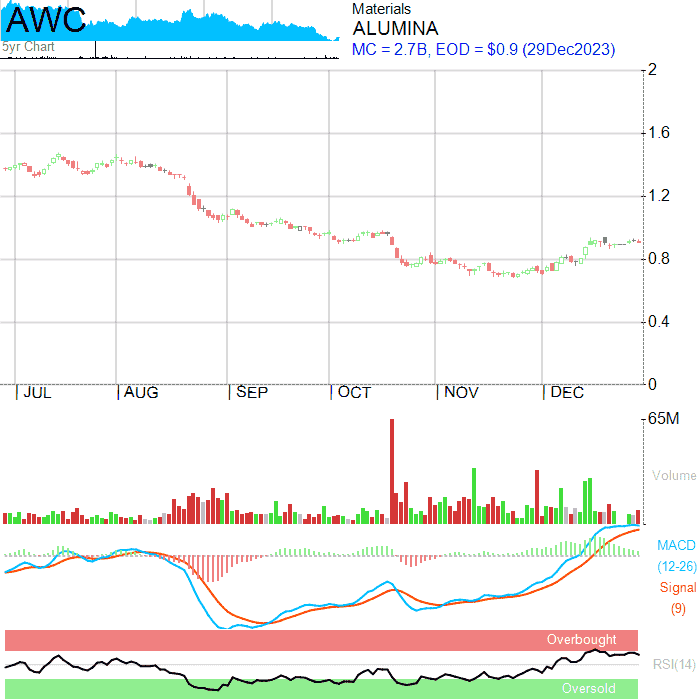 AWC
5yr Chart
Materials
ALUMINA
MC = 2.7B, EOD = $0.9 (29Dec2023)
2
1.6
1.2
0.8
0.4
0
JUL AUG SEP OCT NOV DEC
65M
Volume
MACD
(12-26)
Signal
(9)
Overbought
RSI(14)
Oversold